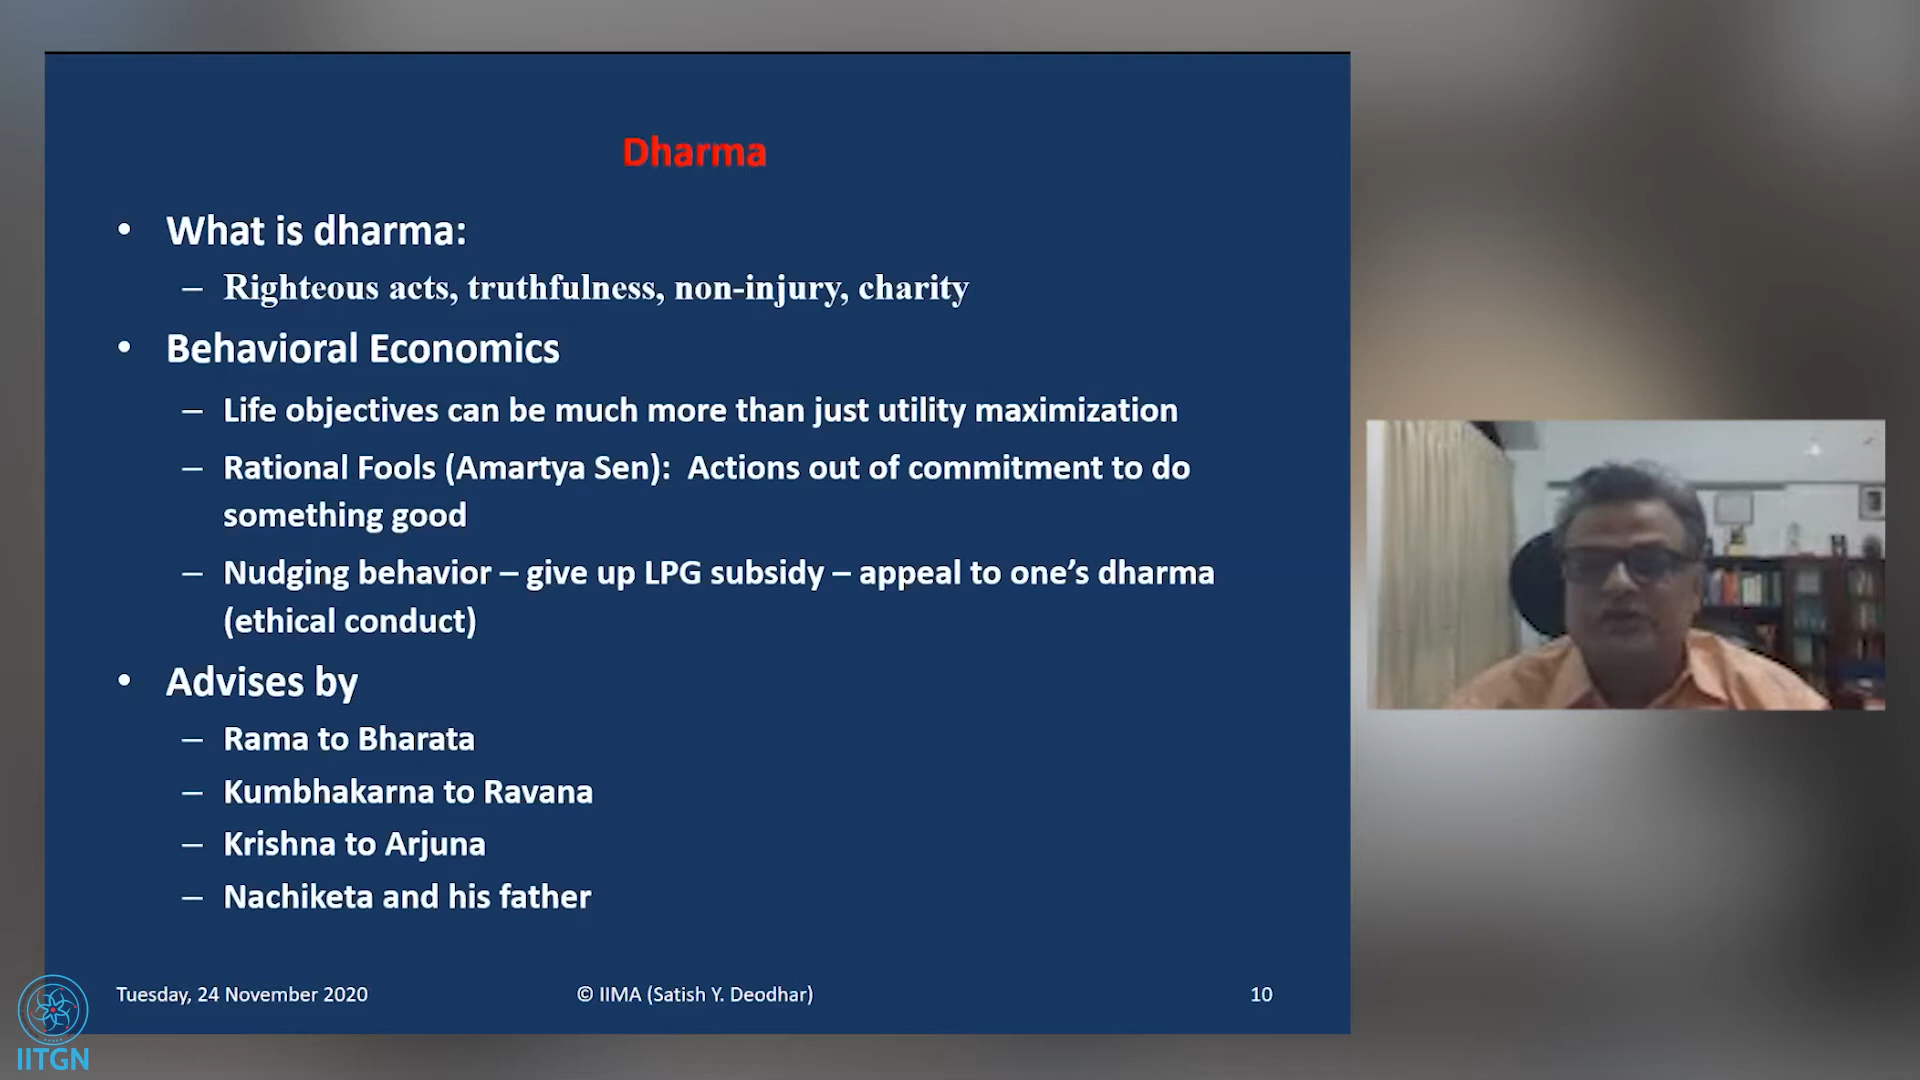 Dharma
• What is dharma:
– Righteous acts, truthfulness, non-injury, charity
• Behavioral Economics
– Life objectives can be much more than just utility maximization
– Rational Fools (Amartya Sen): Actions out of commitment to do
something good
– Nudging behavior – give up LPG subsidy – appeal to one’s dharma
(ethical conduct)
• Advises by
– Rama to Bharata
– Kumbhakarna to Ravana
– Krishna to Arjuna
– Nachiketa and his father
Tuesday, 24 November 2020 © IIMA (Satish Y. Deodhar) 10
IITGN